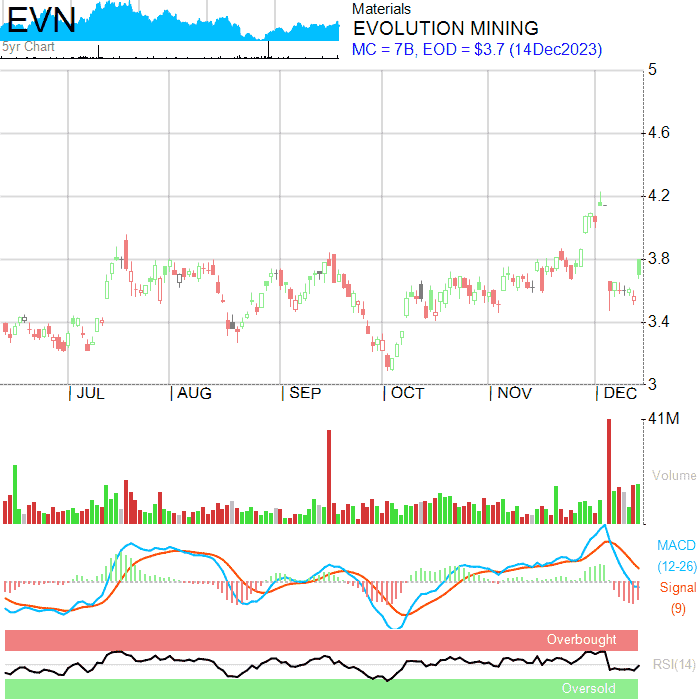 EVN
5yr Chart
Materials
EVOLUTION MINING
MC = 7B, EOD = $3.7 (14Dec2023)
5
4.6
4.2
3.8
3.4
3
JUL AUG SEP OCT NOV DEC
41M
Volume
MACD
(12-26)
Signal
(9)
Overbought
RSI(14)
Oversold